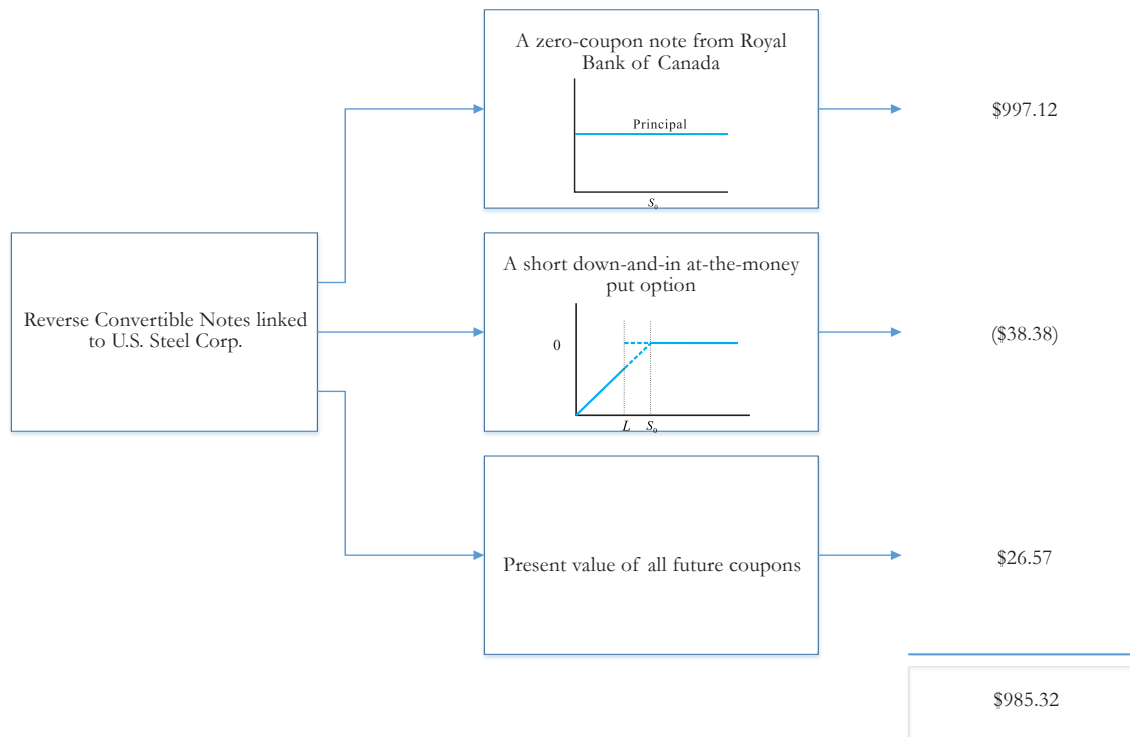 A zero-coupon note from Royal
Bank of Canada
Principal
S₀
$997.12
Reverse Convertible Notes linked
to U.S. Steel Corp.
A short down-and-in at-the-money
put option
0
L S₀
($38.38)
Present value of all future coupons
$26.57
$985.32